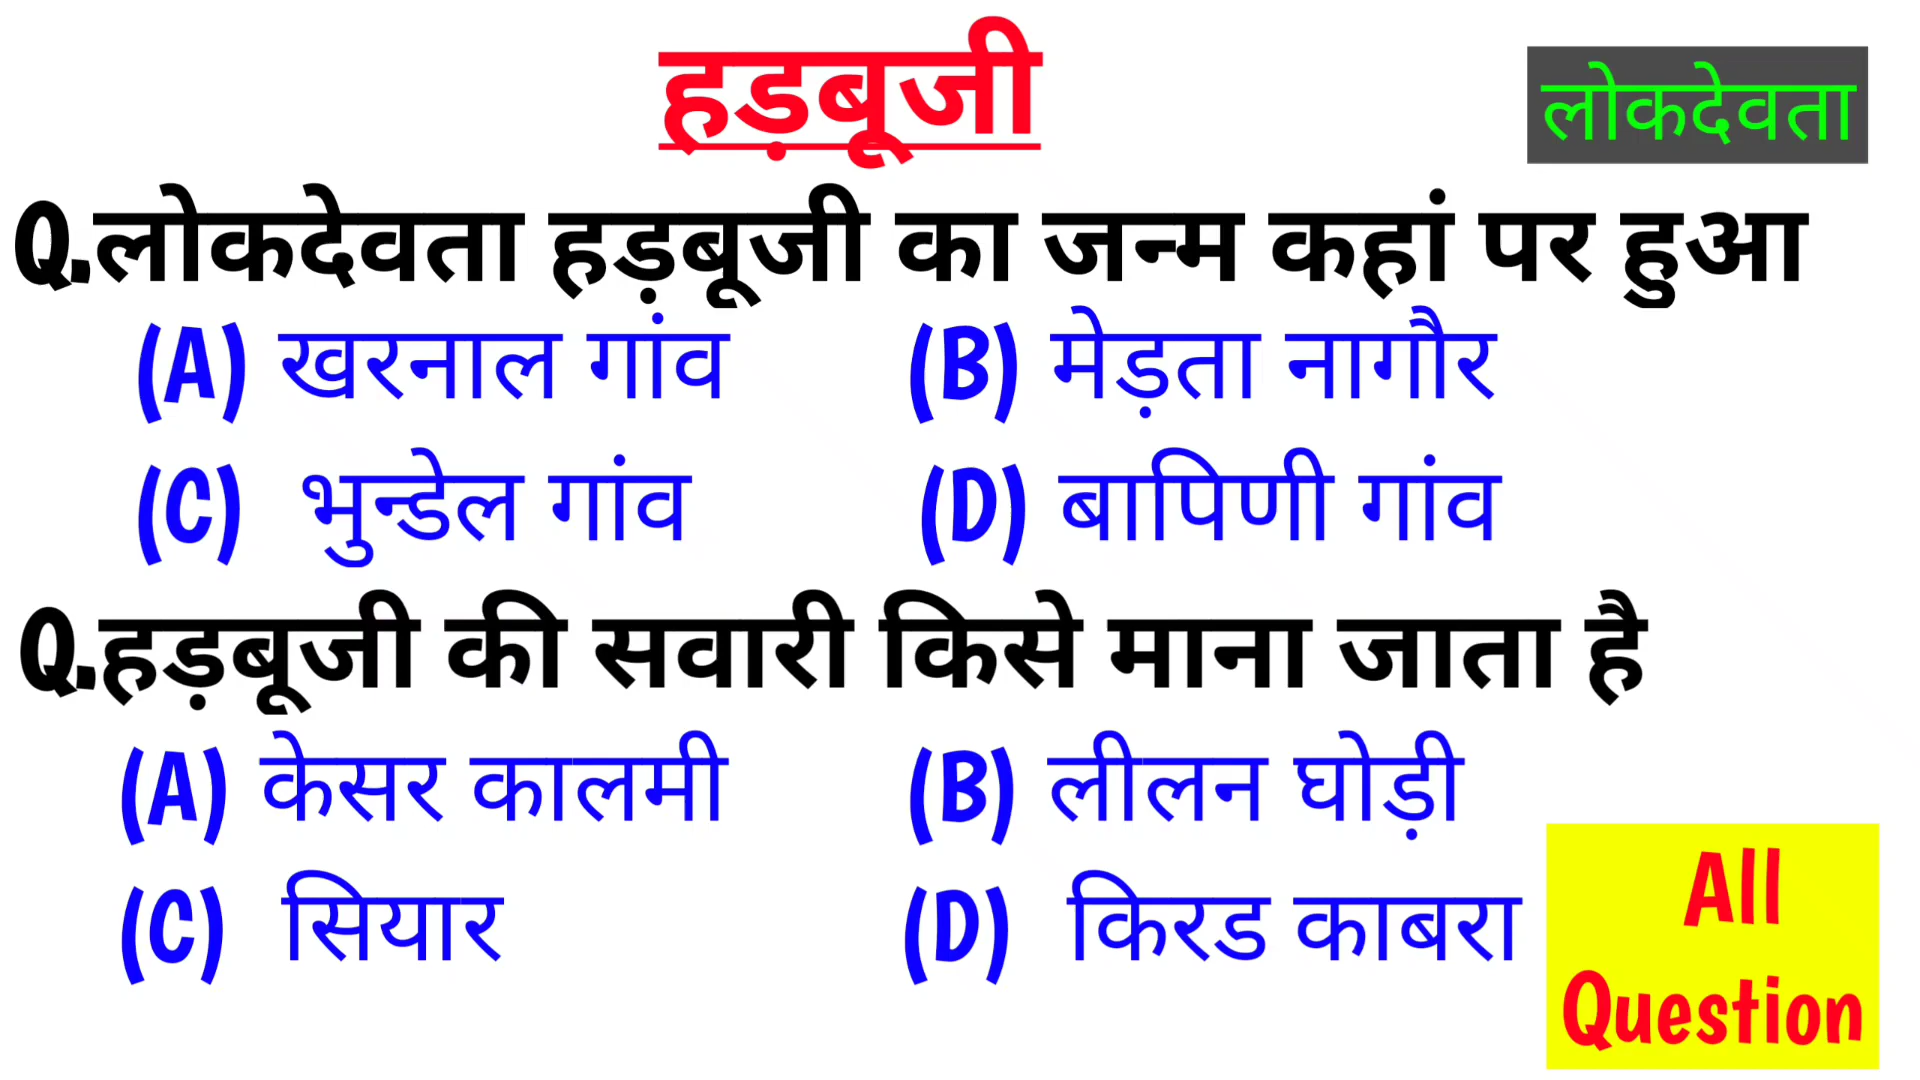 हड़बूजी
लोकदेवता
Q.लोकदेवता हड़बूजी का जन्म कहां पर हुआ
(A) खरनाल गांव (B) मेड़ता नागौर
(C) भुन्डेल गांव (D) बापिणी गांव
Q.हड़बूजी की सवारी किसे माना जाता है
(A) केसर कालमी (B) लीलन घोड़ी
(C) सियार (D) किरड काबरा
All
Question